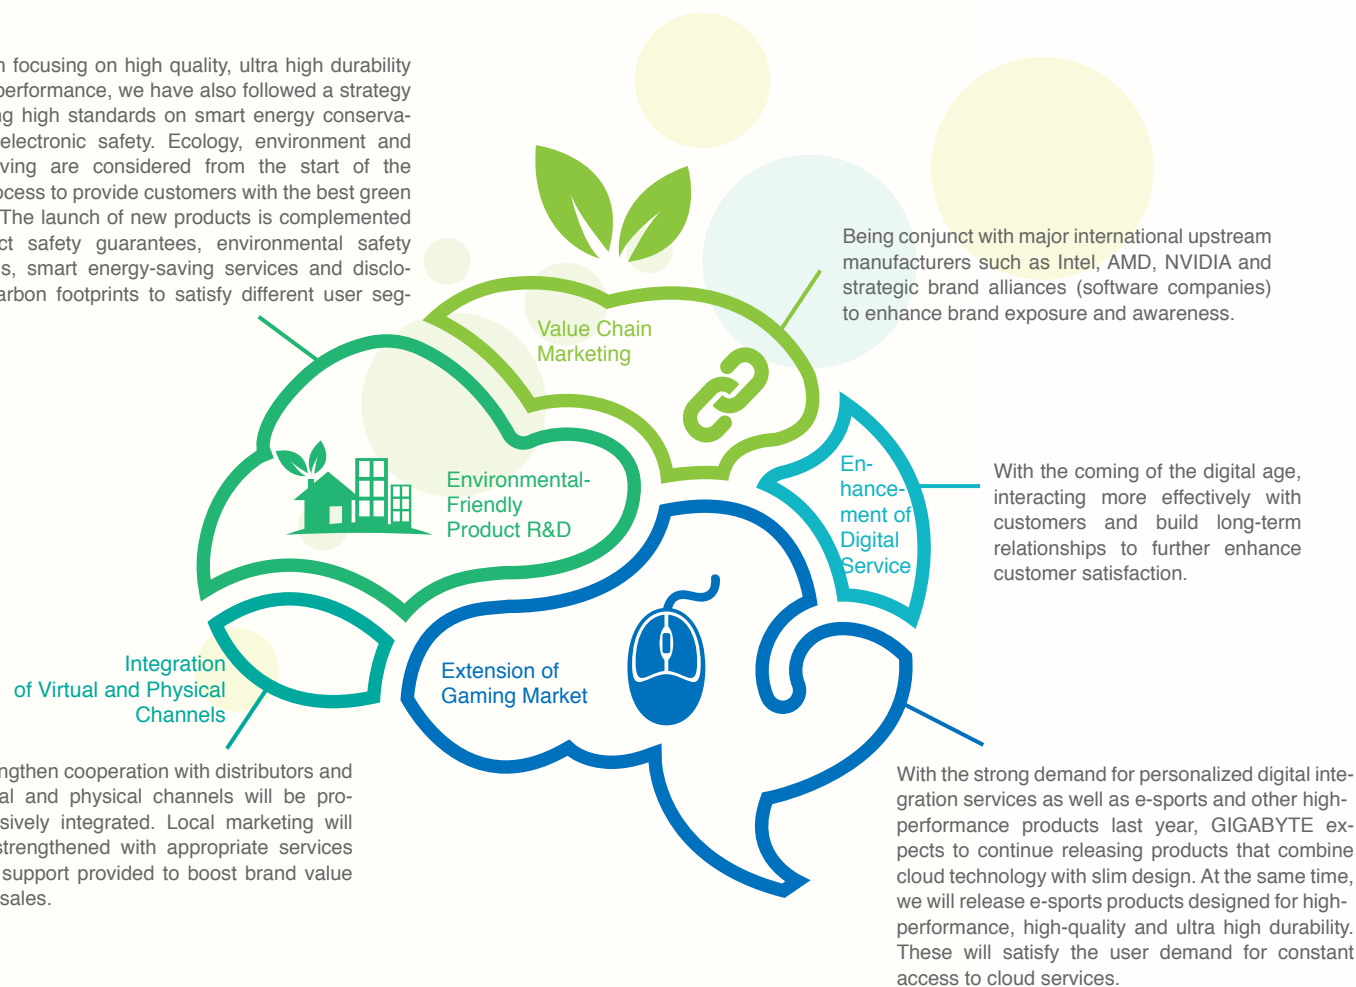 focusing on high quality, ultra high durability
performance, we have also followed a strategy
high standards on smart energy conserva-
electronic safety. Ecology, environment and
are considered from the start of the
to provide customers with the best green
The launch of new products is complemented
safety guarantees, environmental safety
smart energy-saving services and disclo-
footprints to satisfy different user seg-
Being conjunct with major international upstream
manufacturers such as Intel, AMD, NVIDIA and
strategic brand alliances (software companies)
to enhance brand exposure and awareness.
Value Chain
Marketing
Environmental-
Friendly
Product R&D
En-
hance-
ment of
Digital
Service
With the coming of the digital age,
interacting more effectively with
customers and build long-term
relationships to further enhance
customer satisfaction.
Integration
of Virtual and Physical
Channels
Extension of
Gaming Market
cooperation with distributors and
and physical channels will be pro-
integrated. Local marketing will
strengthened with appropriate services
support provided to boost brand value
sales.
With the strong demand for personalized digital inte-
gration services as well as e-sports and other high-
performance products last year, GIGABYTE ex-
pects to continue releasing products that combine
cloud technology with slim design. At the same time,
we will release e-sports products designed for high-
performance, high-quality and ultra high durability.
These will satisfy the user demand for constant
access to cloud services.